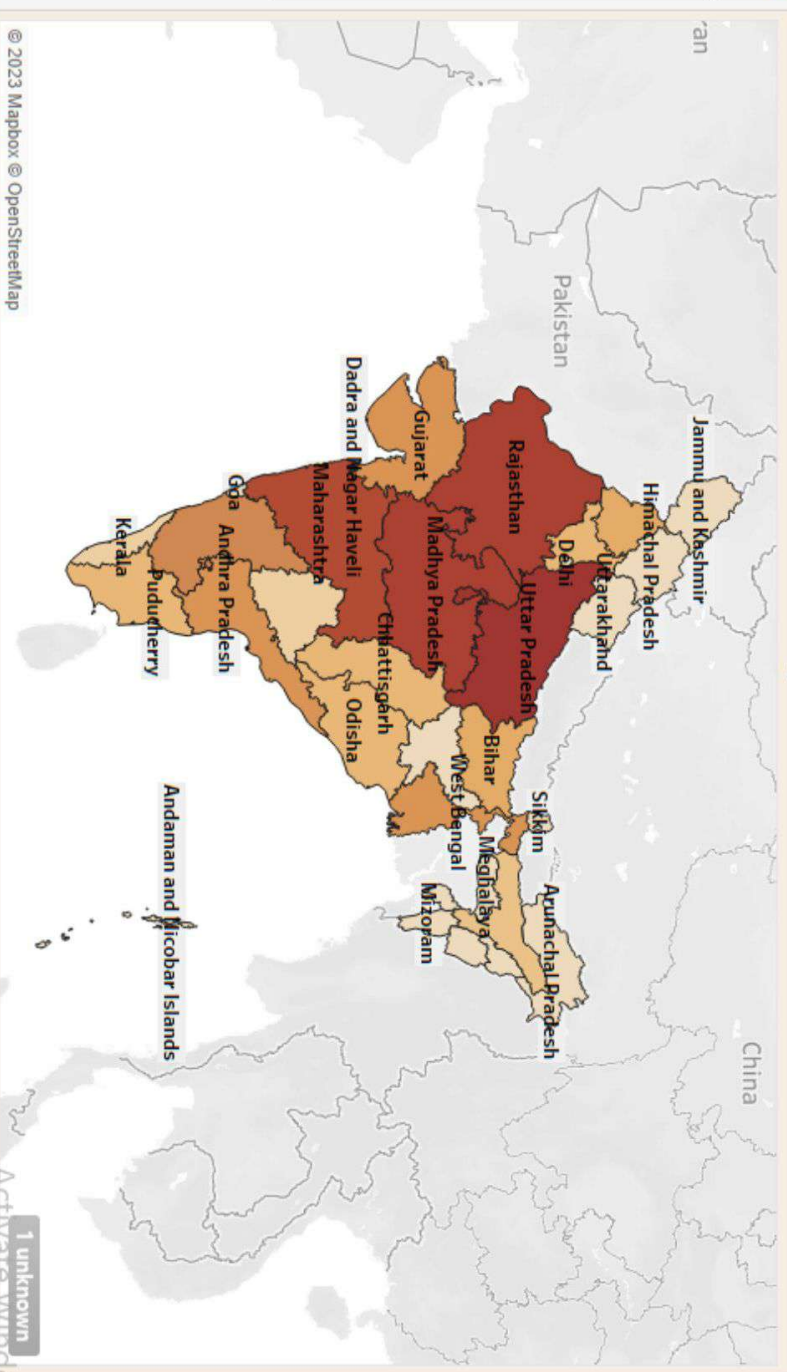 ran
Pakistan
China
Jammu and Kashmir
Himachal Pradesh
Uttarakhand
Delhi
Rajasthan
Uttar Pradesh
Sikkim
Arunachal Pradesh
Bihar
Meghalaya
West Bengal
Mizoram
Gujarat
Madhya Pradesh
Chhattisgarh
Odisha
Dadra and Nagar Haveli
Maharashtra
Goa
Andhra Pradesh
Kerala
Puducherry
Andaman and Nicobar Islands
© 2023 Mapbox © OpenStreetMap
1 unknown